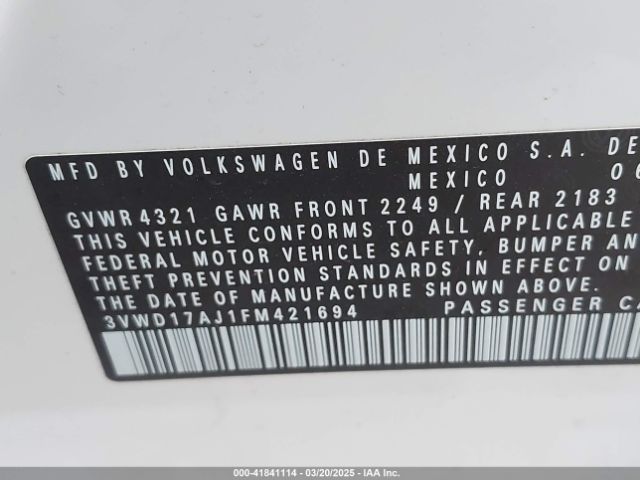 MFD BY VOLKSWAGEN DE MEXICO S.A. DE
MEXICO 06
GVWR 4321 GAWR FRONT 2249 / REAR 2183
THIS VEHICLE CONFORMS TO ALL APPLICABLE
FEDERAL MOTOR VEHICLE SAFETY, BUMPER AN
THEFT PREVENTION STANDARDS IN EFFECT ON
THE DATE OF MANUFACTURE SHOWN ABOVE.
3VWD17AJ1FM421694 PASSENGER
000-41841114 — 03/20/2025 — IAA, Inc.